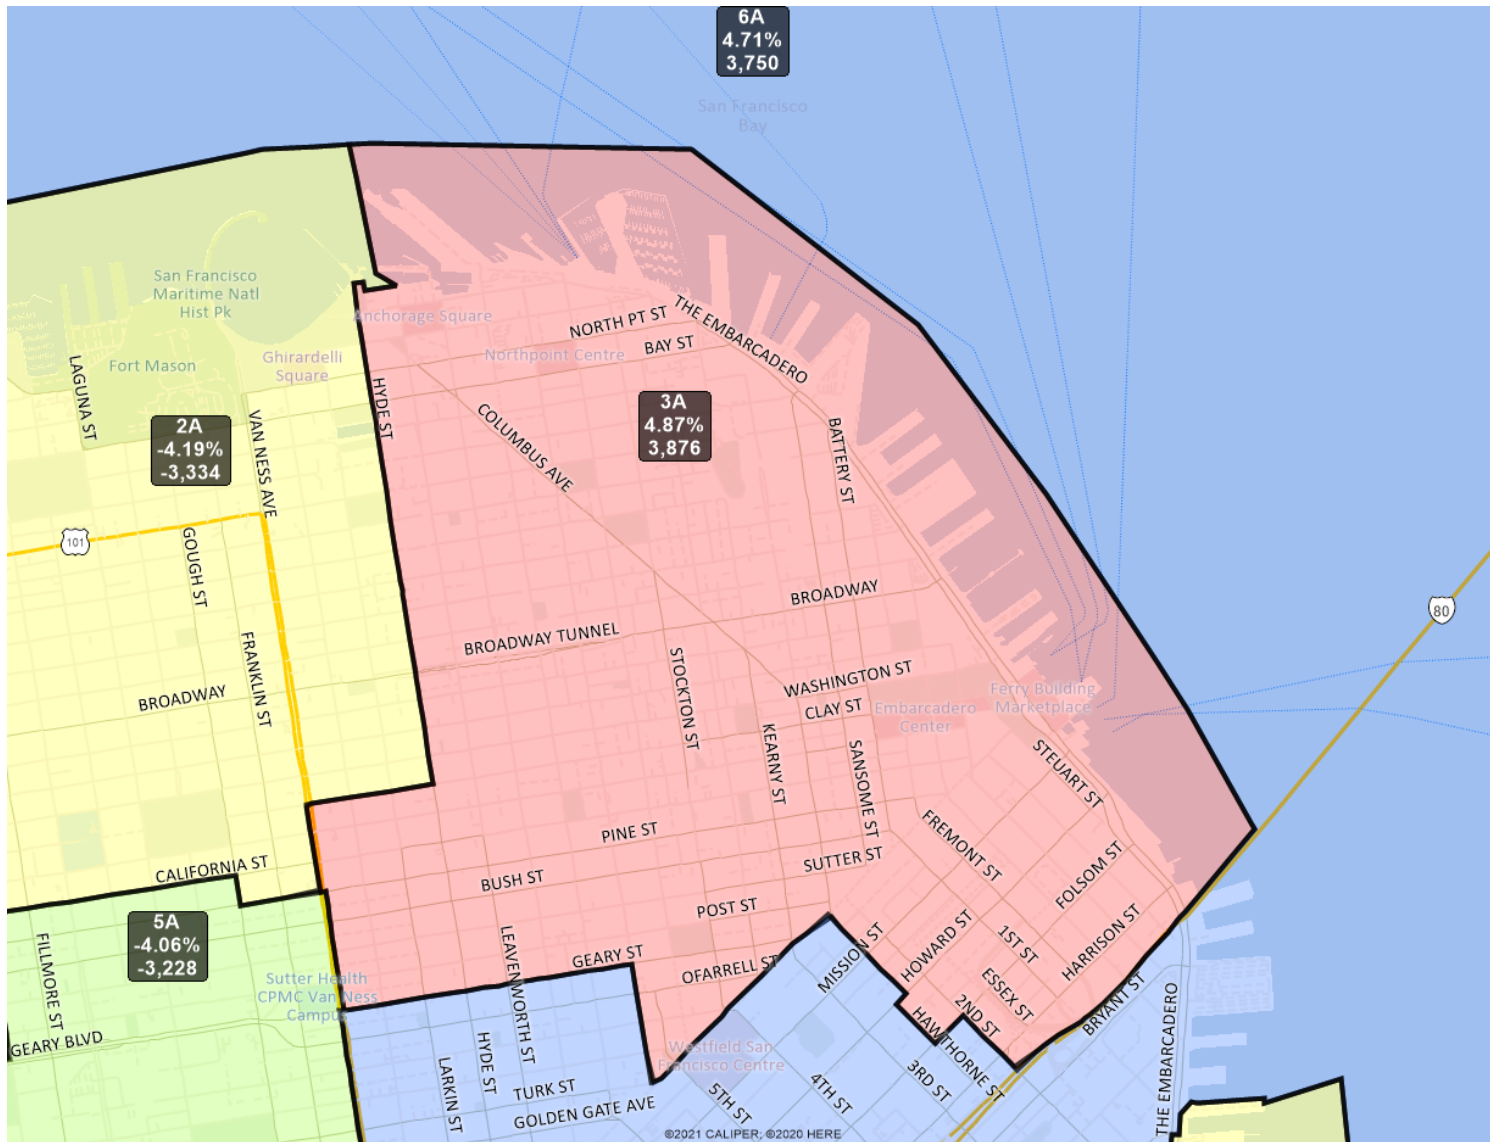 6A
4.71%
3,750
San Francisco
Bay
San Francisco
Maritime Natl
Hist Pk
Anchorage Square
NORTH PT ST
THE EMBARCADERO
Northpoint Centre
BAY ST
Fort Mason
Ghirardelli
Square
LAGUNA ST
HYDE ST
3A
4.87%
3,876
2A
-4.19%
-3,334
VAN NESS AVE
COLUMBUS AVE
BATTERY ST
101
GOUGH ST
BROADWAY
80
BROADWAY TUNNEL
FRANKLIN ST
STOCKTON ST
WASHINGTON ST
BROADWAY
CLAY ST
Embarcadero
Center
Ferry Building
Marketplace
KEARNY ST
SANSOME ST
STEUART ST
PINE ST
FREMONT ST
SUTTER ST
CALIFORNIA ST
BUSH ST
FOLSOM ST
POST ST
5A
-4.06%
-3,228
FILLMORE ST
LEAVENWORTH ST
GEARY ST
OFARRELL ST
MISSION ST
HOWARD ST
1ST ST
HARRISON ST
Sutter Health
CPMC Van Ness
Campus
ESSEX ST
2ND ST
BRYANT ST
HAWTHORNE ST
THE EMBARCADERO
GEARY BLVD
HYDE ST
LARKIN ST
Westfield San
Francisco Centre
TURK ST
GOLDEN GATE AVE
5TH ST
4TH ST
3RD ST
©2021 CALIPER; ©2020 HERE